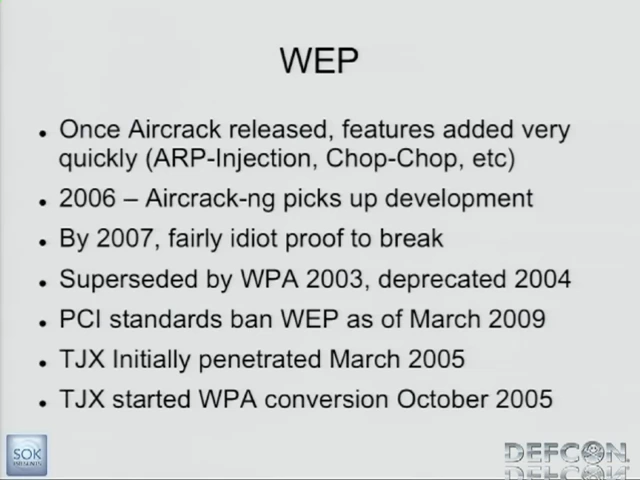 WEP
• Once Aircrack released, features added very
quickly (ARP-Injection, Chop-Chop, etc)
• 2006 – Aircrack-ng picks up development
• By 2007, fairly idiot proof to break
• Superseded by WPA 2003, deprecated 2004
• PCI standards ban WEP as of March 2009
• TJX Initially penetrated March 2005
• TJX started WPA conversion October 2005
SOK
DEFCON